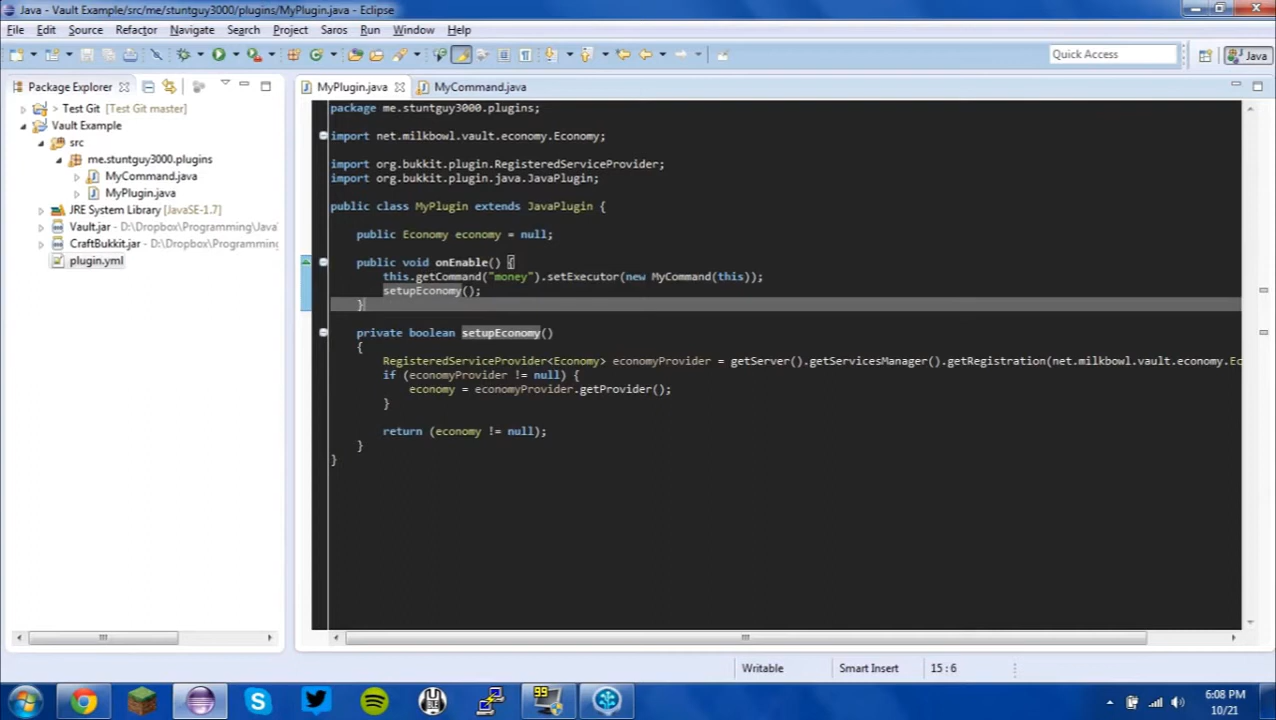 Java - Vault Example/src/me/stuntguy3000/plugins/MyPlugin.java - Eclipse
File Edit Source Refactor Navigate Search Project Saros Run Window Help
Quick Access
Java
Package Explorer
MyPlugin.java
MyCommand.java
> Test Git [Test Git master]
Vault Example
src
me.stuntguy3000.plugins
MyCommand.java
MyPlugin.java
JRE System Library [JavaSE-1.7]
Vault.jar - D:\Dropbox\Programming\Java\
CraftBukkit.jar - D:\Dropbox\Programming
plugin.yml
package me.stuntguy3000.plugins;
import net.milkbowl.vault.economy.Economy;
import org.bukkit.plugin.RegisteredServiceProvider;
import org.bukkit.plugin.java.JavaPlugin;
public class MyPlugin extends JavaPlugin {
public Economy economy = null;
public void onEnable() {
this.getCommand("money").setExecutor(new MyCommand(this));
setupEconomy();
}
private boolean setupEconomy()
{
RegisteredServiceProvider<Economy> economyProvider = getServer().getServicesManager().getRegistration(net.milkbowl.vault.economy.Ec
if (economyProvider != null) {
economy = economyProvider.getProvider();
}
return (economy != null);
}
}
Writable
Smart Insert
15 : 6
99
6:08 PM
10/21